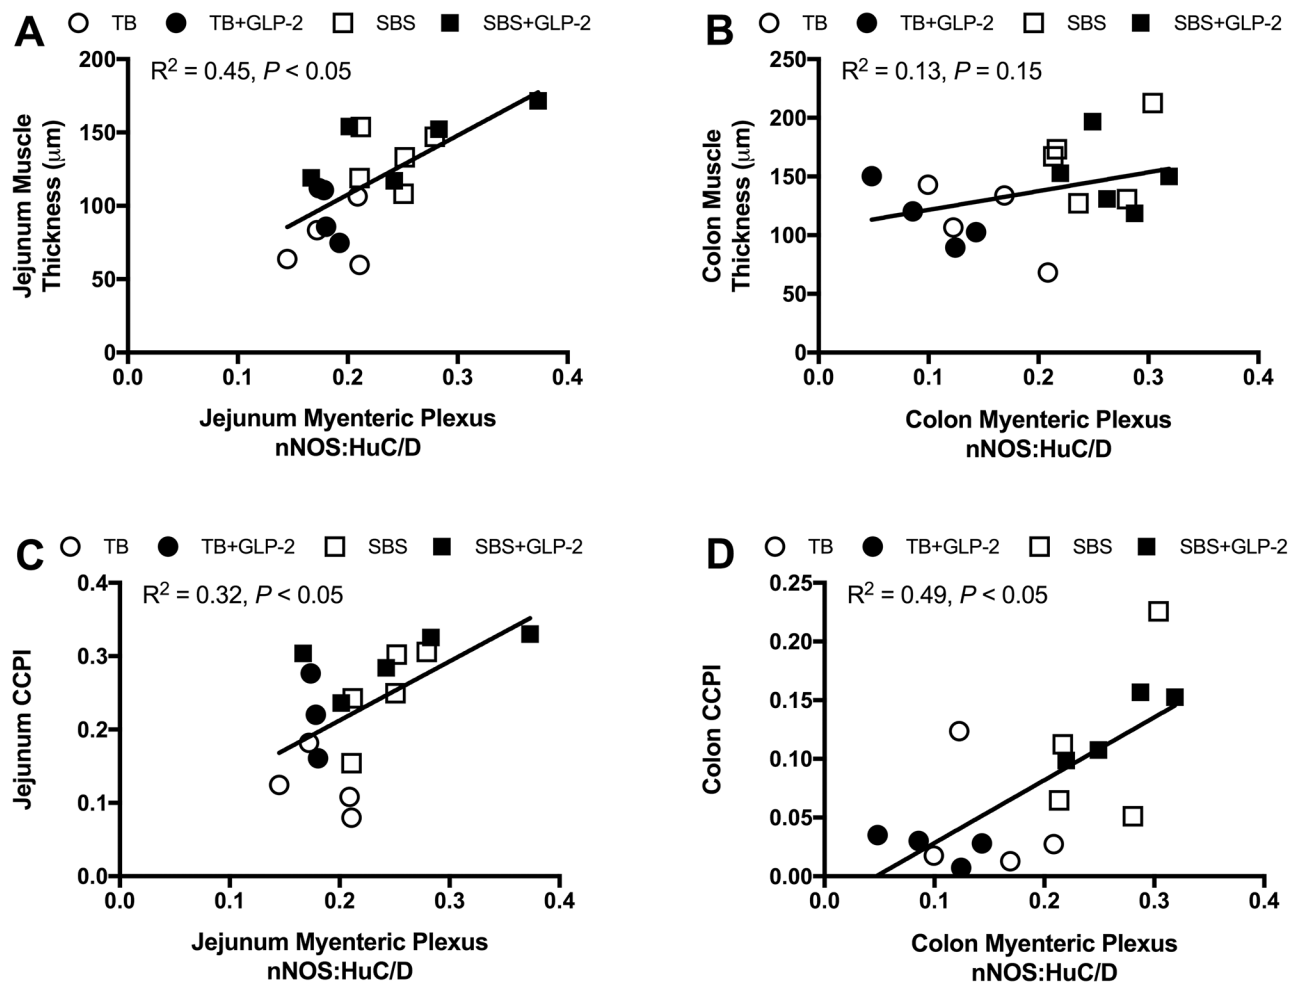 A TB TB+GLP-2 SBS SBS+GLP-2
R2 = 0.45, P < 0.05
200
150
100
50
0
Jejunum Muscle
Thickness (μm)
0.0 0.1 0.2 0.3 0.4
Jejunum Myenteric Plexus
nNOS:HuC/D
B TB TB+GLP-2 SBS SBS+GLP-2
R2 = 0.13, P = 0.15
250
200
150
100
50
0
Colon Muscle
Thickness (μm)
0.0 0.1 0.2 0.3 0.4
Colon Myenteric Plexus
nNOS:HuC/D
C TB TB+GLP-2 SBS SBS+GLP-2
R2 = 0.32, P < 0.05
0.4
0.3
0.2
0.1
0.0
Jejunum CCPI
0.0 0.1 0.2 0.3 0.4
Jejunum Myenteric Plexus
nNOS:HuC/D
D TB TB+GLP-2 SBS SBS+GLP-2
R2 = 0.49, P < 0.05
0.25
0.20
0.15
0.10
0.05
0.00
Colon CCPI
0.0 0.1 0.2 0.3 0.4
Colon Myenteric Plexus
nNOS:HuC/D